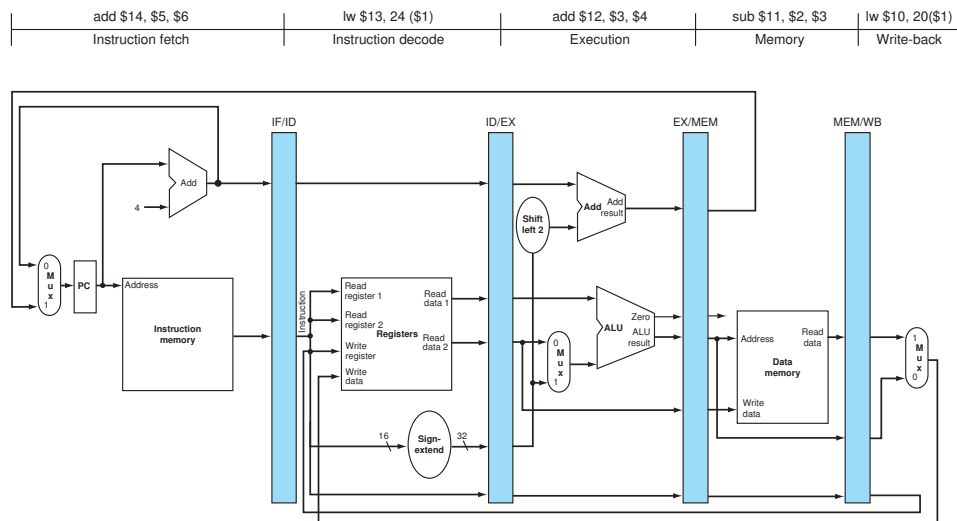 add $14, $5, $6
lw $13, 24 ($1)
add $12, $3, $4
sub $11, $2, $3
lw $10, 20($1)
Instruction fetch
Instruction decode
Execution
Memory
Write-back
IF/ID
ID/EX
EX/MEM
MEM/WB
Add
4
0
M
u
x
1
PC
Address
Instruction
memory
Instruction
Read
register 1
Read
register 2
Write
register
Write
data
Registers
Read
data 1
Read
data 2
16
Sign-
extend
32
Shift
left 2
Add
Add
result
0
M
u
x
1
ALU
Zero
ALU
result
Address
Write
data
Data
memory
Read
data
1
M
u
x
0